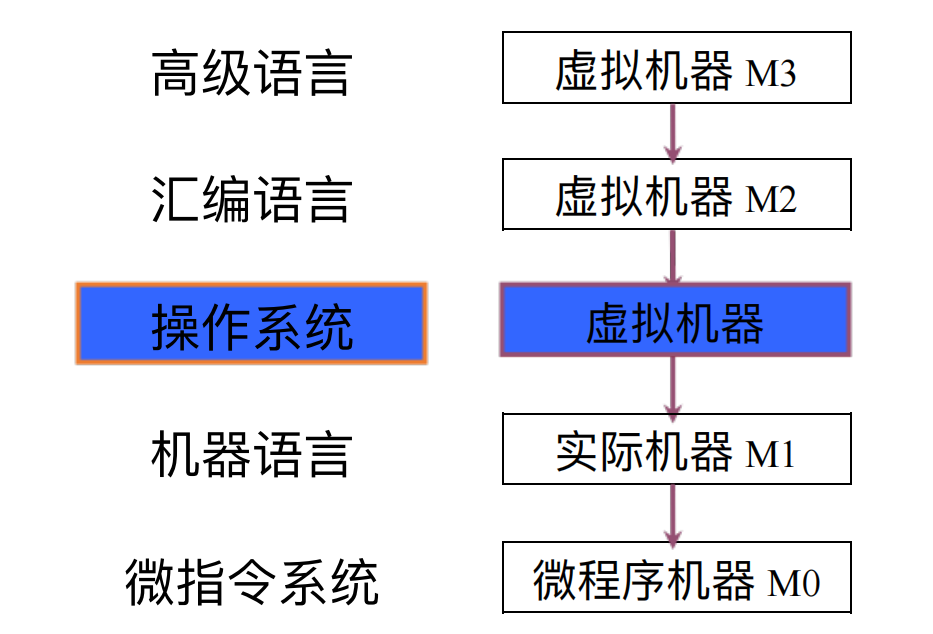 高级语言
虚拟机器 M3
汇编语言
虚拟机器 M2
操作系统
虚拟机器
机器语言
实际机器 M1
微指令系统
微程序机器 M0